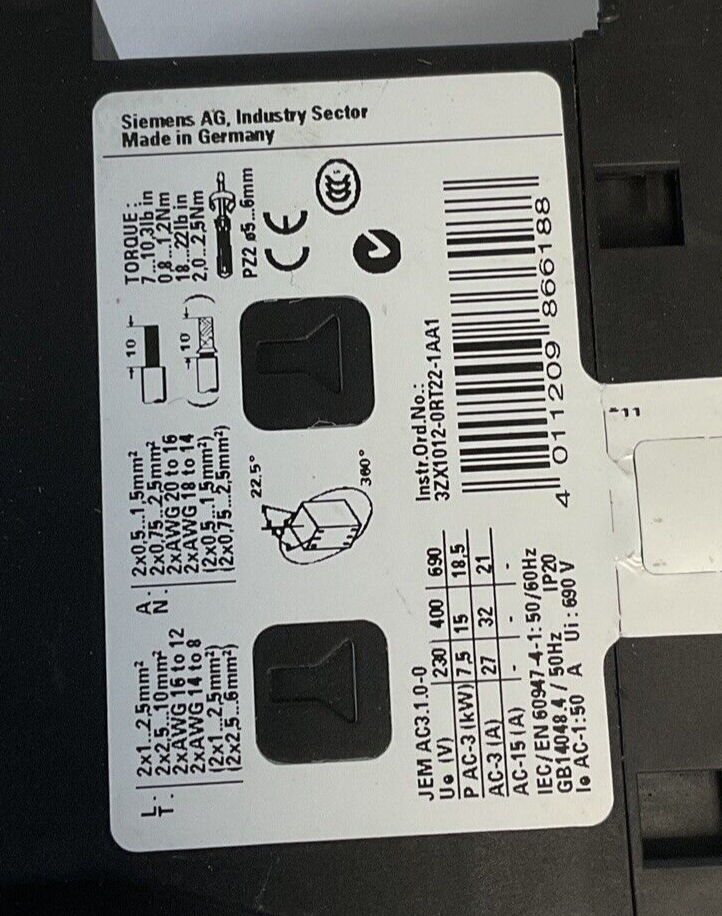 Siemens AG, Industry Sector
Made in Germany
L.
T.
2x1...2,5mm²
2x2,5...10mm²
2xAWG 16 to 12
2xAWG 14 to 8
(2x1...2,5mm²)
(2x2,5...6mm²)
A.
N.
2x0,5...1,5mm²
2x0,75...2,5mm²
2xAWG 20 to 16
2xAWG 18 to 14
(2x0,5...1,5mm²)
(2x0,75...2,5mm²)
10
10
TORQUE:
7...10,3lb in
0,8...1,2Nm
18...22lb in
2,0...2,5Nm
PZ2 ø5...6mm
CE
CCC
22.5°
360°
JEM AC3.1.0-0
Ue (V) 230 400 690
P AC-3 (kW) 7,5 15 18,5
AC-3 (A) 27 32 21
AC-15 (A) - - -
IEC/EN 60947-4-1: 50/60Hz
GB14048.4 / 50Hz IP20
Ie AC-1: 50 A Ui: 690 V
Instr.Ord.No.:
3ZX1012-0RT22-1AA1
4 011209 866188